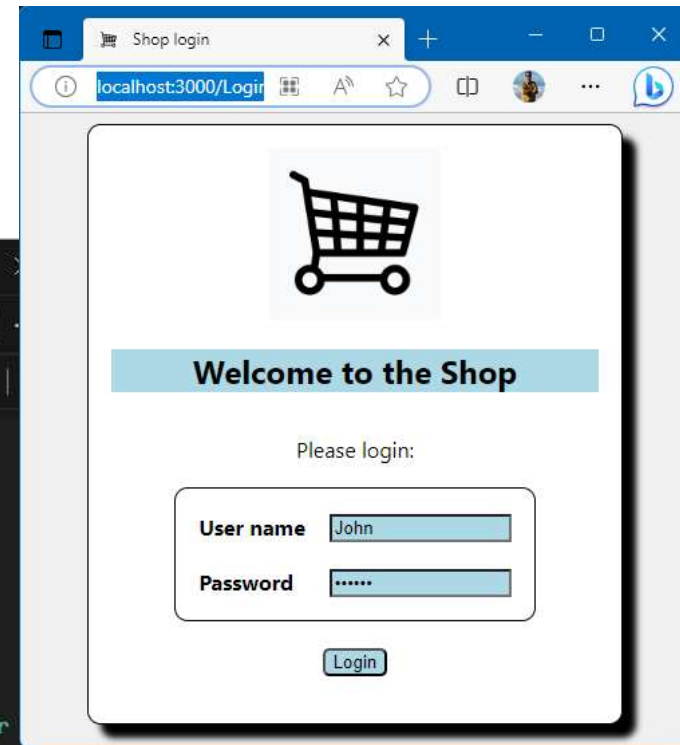 Shop login
localhost:3000/Login
Welcome to the Shop
Please login:
User name John
Password ••••••
Login
r